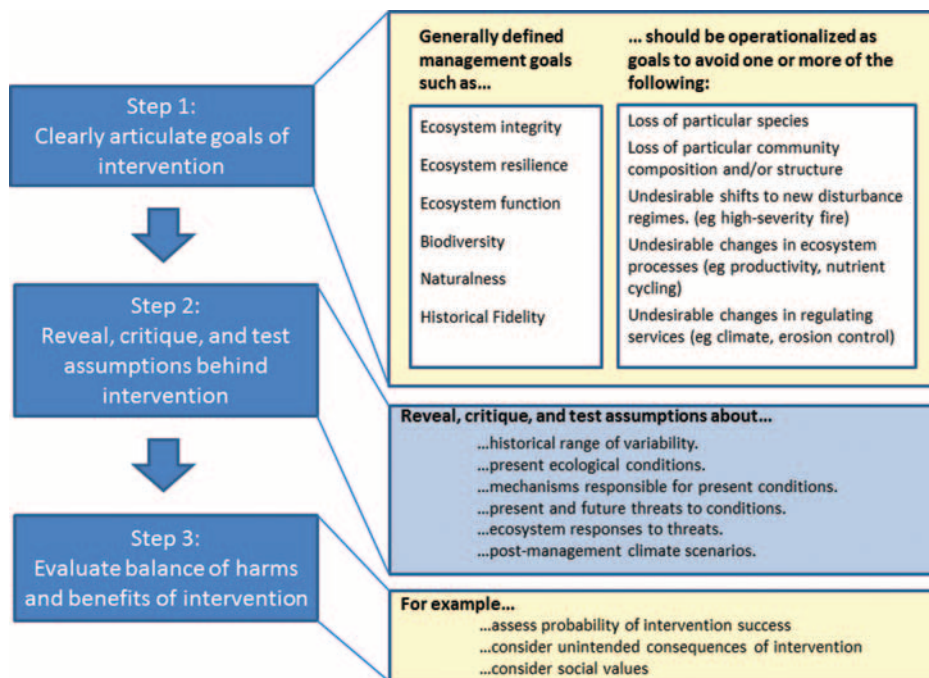 Step 1:
Clearly articulate goals of
intervention
Generally defined
management goals
such as...
Ecosystem integrity
Ecosystem resilience
Ecosystem function
Biodiversity
Naturalness
Historical Fidelity
... should be operationalized as
goals to avoid one or more of the
following:
Loss of particular species
Loss of particular community
composition and/or structure
Undesirable shifts to new disturbance
regimes. (eg high-severity fire)
Undesirable changes in ecosystem
processes (eg productivity, nutrient
cycling)
Undesirable changes in regulating
services (eg climate, erosion control)
Step 2:
Reveal, critique, and test
assumptions behind
intervention
Reveal, critique, and test assumptions about...
...historical range of variability.
...present ecological conditions.
...mechanisms responsible for present conditions.
...present and future threats to conditions.
...ecosystem responses to threats.
...post-management climate scenarios.
Step 3:
Evaluate balance of harms
and benefits of intervention
For example...
...assess probability of intervention success
...consider unintended consequences of intervention
...consider social values